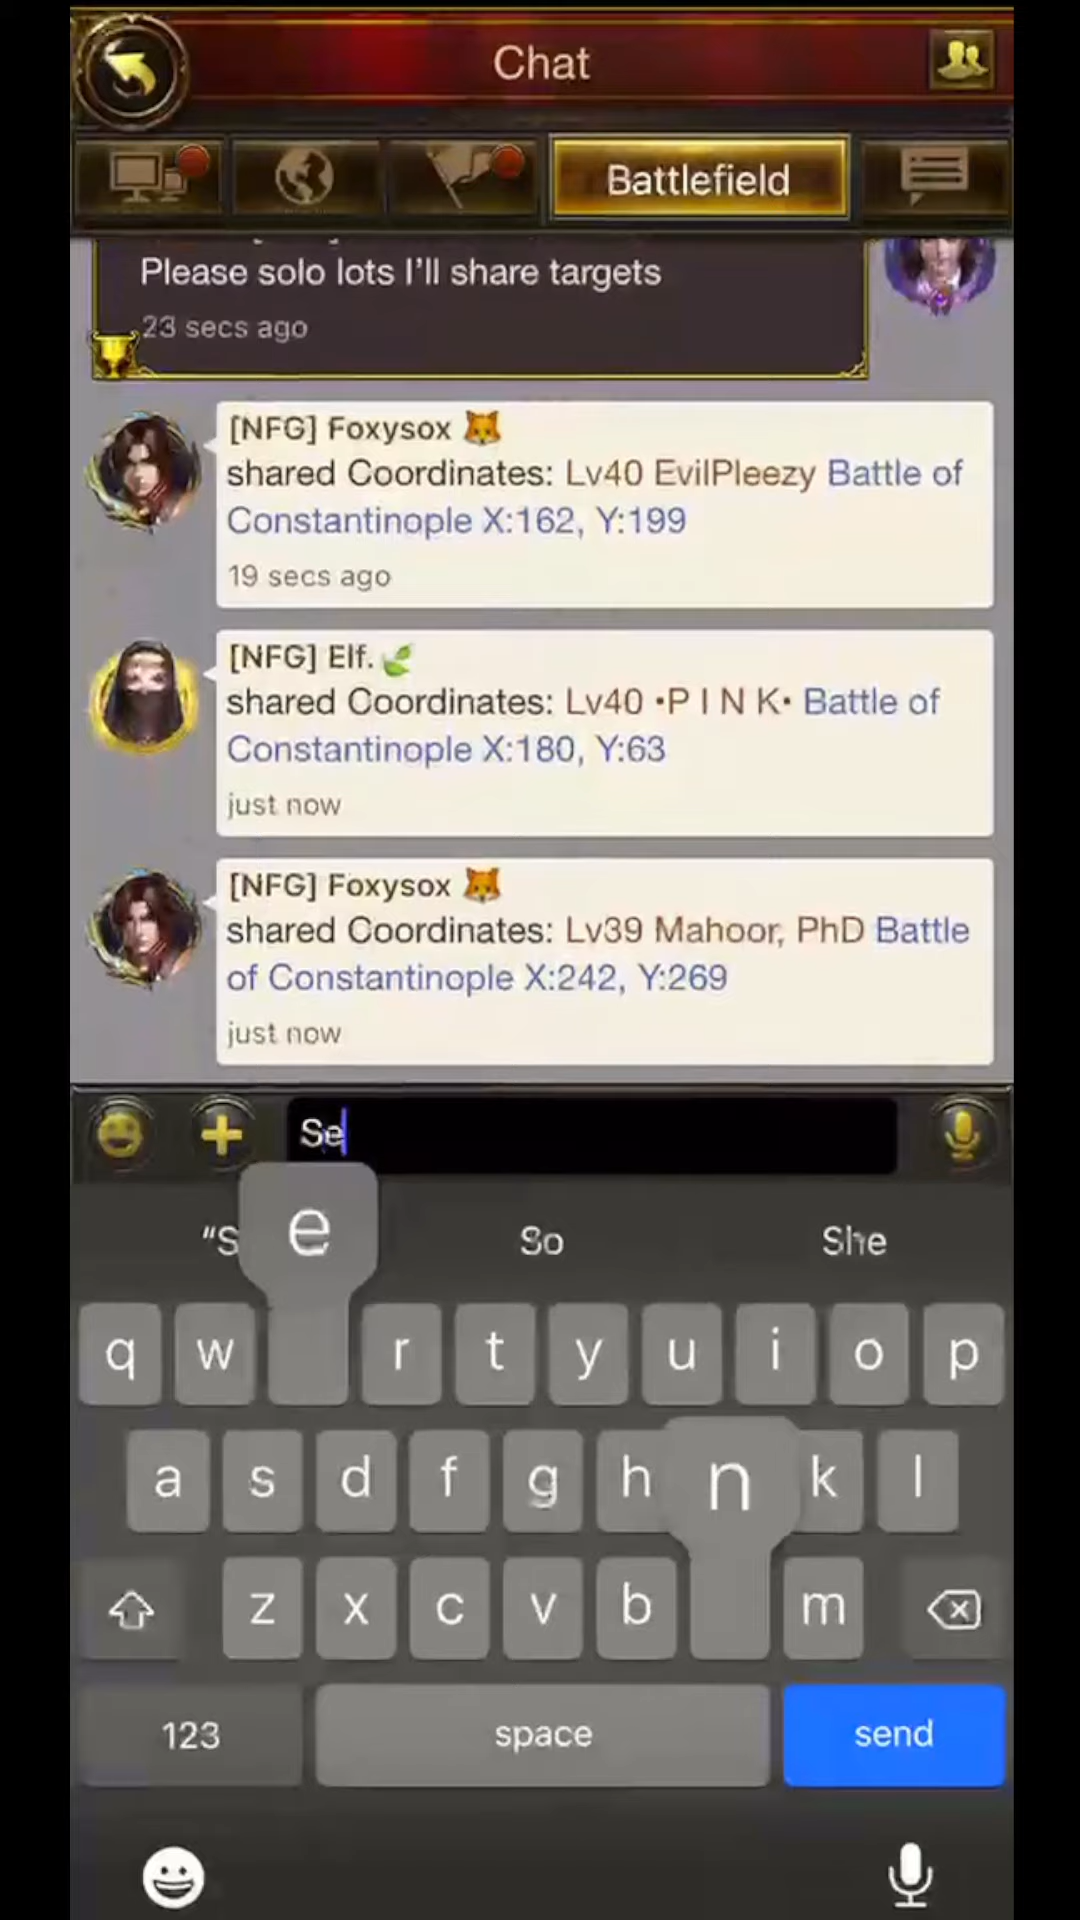 Chat
Battlefield
Please solo lots I'll share targets
23 secs ago
[NFG] Foxysox 🦊
shared Coordinates: Lv40 EvilPleezy Battle of
Constantinople X:162, Y:199
19 secs ago
[NFG] Elf.🍃
shared Coordinates: Lv40 •P I N K• Battle of
Constantinople X:180, Y:63
just now
[NFG] Foxysox 🦊
shared Coordinates: Lv39 Mahoor, PhD Battle
of Constantinople X:242, Y:269
just now
Se
"S e So She
q w r t y u i o p
a s d f g h n k l
z x c v b m
123 space send